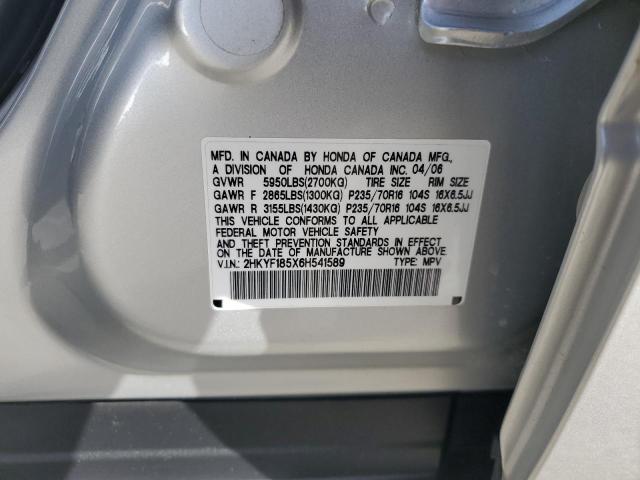 MFD. IN CANADA BY HONDA OF CANADA MFG.,
A DIVISION OF HONDA CANADA INC. 04/06
GVWR 5950LBS(2700KG) TIRE SIZE RIM SIZE
GAWR F 2865LBS(1300KG) P235/70R16 104S 16X6.5JJ
GAWR R 3155LBS(1430KG) P235/70R16 104S 16X6.5JJ
THIS VEHICLE CONFORMS TO ALL APPLICABLE
FEDERAL MOTOR VEHICLE SAFETY
AND THEFT PREVENTION STANDARDS IN EFFECT ON
THE DATE OF MANUFACTURE SHOWN ABOVE.
V.I.N.: 2HKYF185X6H541589 TYPE: MPV